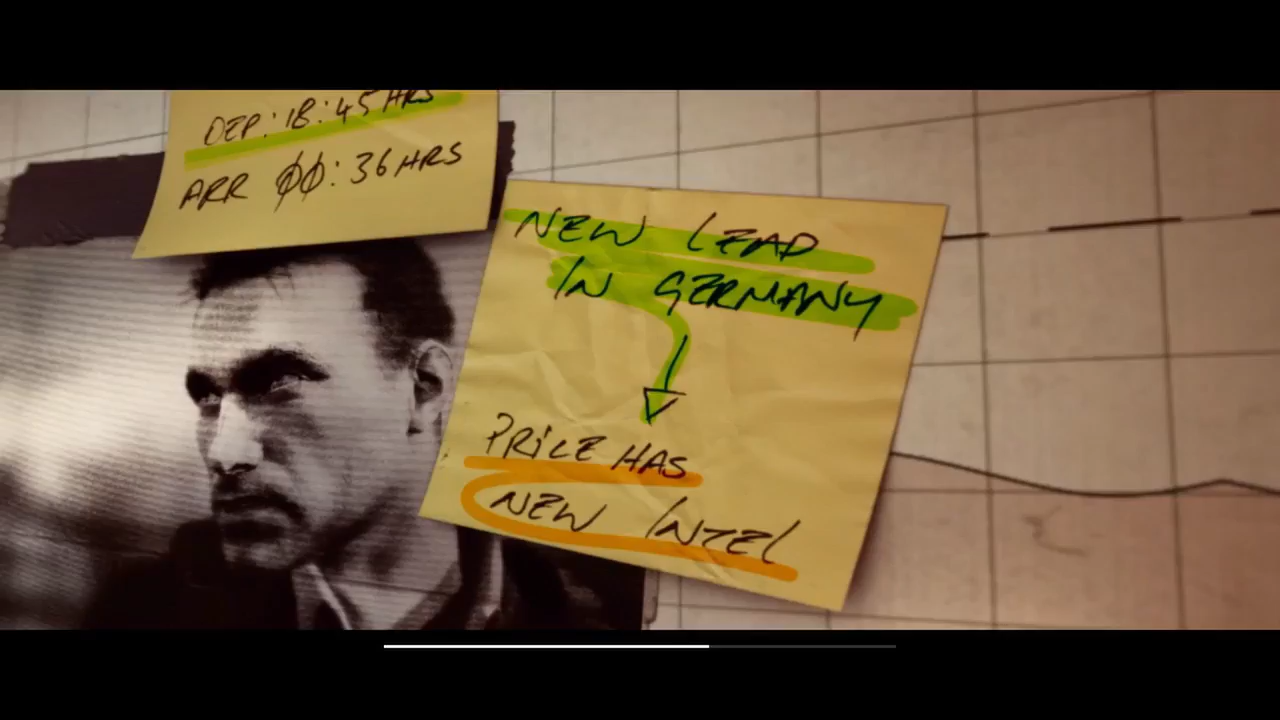 DEP: 18:45 HRS
ARR 00:36 HRS
NEW LEAD
IN GERMANY
PRICE HAS
NEW INTEL